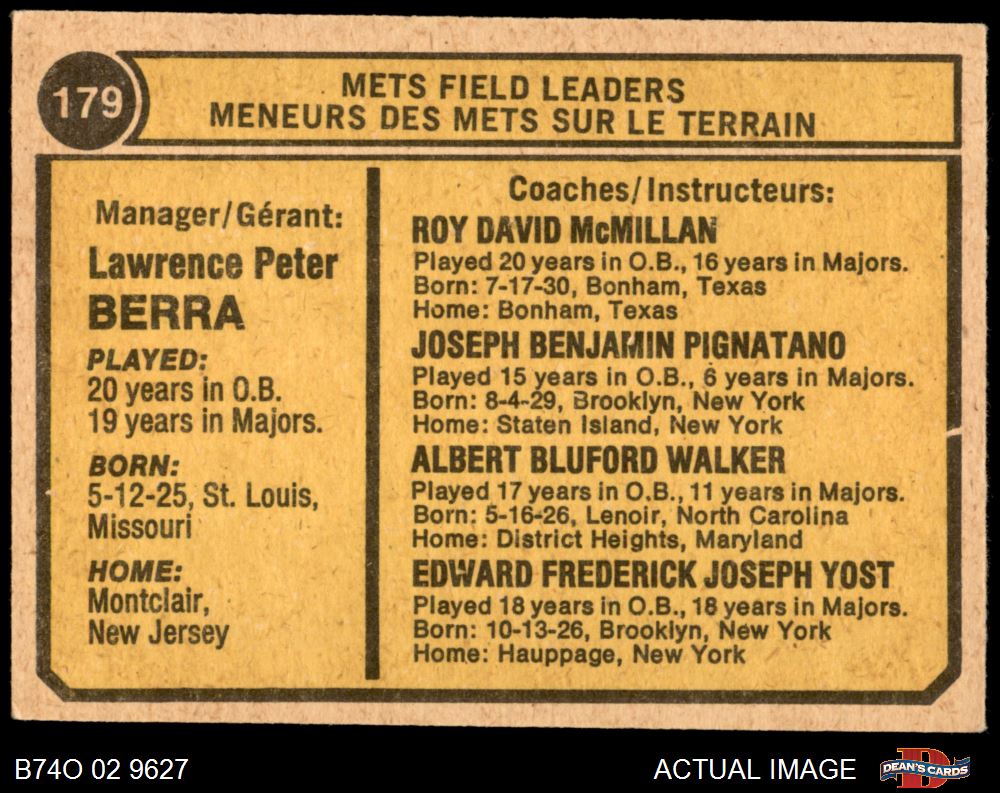 179
METS FIELD LEADERS
MENEURS DES METS SUR LE TERRAIN
Manager/Gérant:
Lawrence Peter
BERRA
PLAYED:
20 years in O.B.
19 years in Majors.
BORN:
5-12-25, St. Louis,
Missouri
HOME:
Montclair,
New Jersey
Coaches/Instructeurs:
ROY DAVID McMILLAN
Played 20 years in O.B., 16 years in Majors.
Born: 7-17-30, Bonham, Texas
Home: Bonham, Texas
JOSEPH BENJAMIN PIGNATANO
Played 15 years in O.B., 6 years in Majors.
Born: 8-4-29, Brooklyn, New York
Home: Staten Island, New York
ALBERT BLUFORD WALKER
Played 17 years in O.B., 11 years in Majors.
Born: 5-16-26, Lenoir, North Carolina
Home: District Heights, Maryland
EDWARD FREDERICK JOSEPH YOST
Played 18 years in O.B., 18 years in Majors.
Born: 10-13-26, Brooklyn, New York
Home: Hauppage, New York
B74O 02 9627
ACTUAL IMAGE
D
DEAN'S CARDS